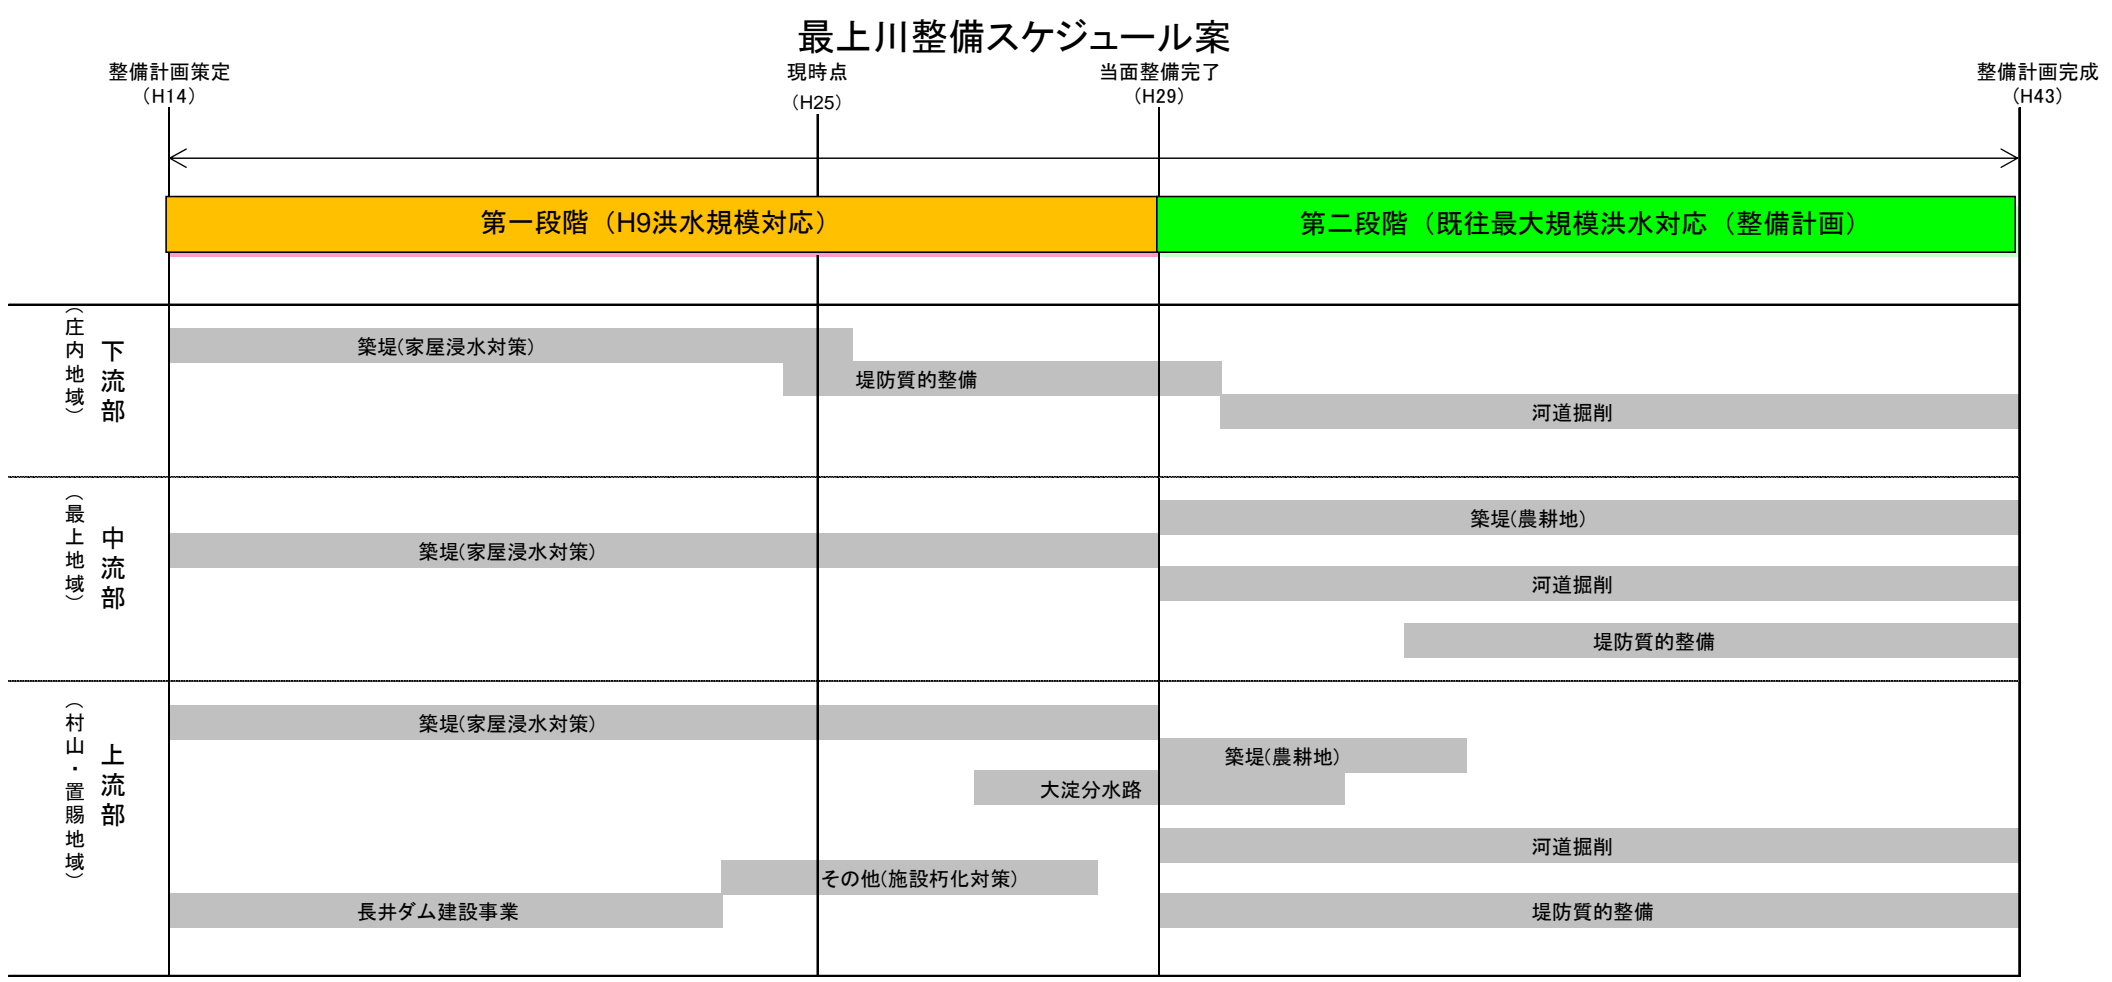 最上川整備スケジュール案
整備計画策定
（H14）
現時点
（H25）
当面整備完了
（H29）
整備計画完成
（H43）
第一段階（H9洪水規模対応）
第二段階（既往最大規模洪水対応（整備計画）
下流部
（庄内地域）
築堤(家屋浸水対策)
堤防質的整備
河道掘削
中流部
（最上地域）
築堤(農耕地)
築堤(家屋浸水対策)
河道掘削
堤防質的整備
上流部
（村山・置賜地域）
築堤(家屋浸水対策)
築堤(農耕地)
大淀分水路
河道掘削
その他(施設朽化対策)
長井ダム建設事業
堤防質的整備